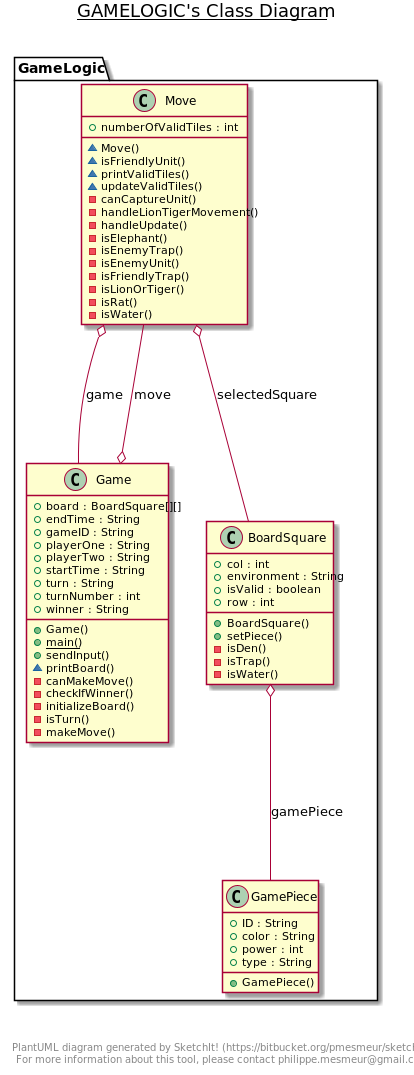 GAMELOGIC's Class Diagram
GameLogic
C Move
numberOfValidTiles : int
Move()
isFriendlyUnit()
printValidTiles()
updateValidTiles()
canCaptureUnit()
handleLionTigerMovement()
handleUpdate()
isElephant()
isEnemyTrap()
isEnemyUnit()
isFriendlyTrap()
isLionOrTiger()
isRat()
isWater()
game
move
selectedSquare
C Game
board : BoardSquare[][]
endTime : String
gameID : String
playerOne : String
playerTwo : String
startTime : String
turn : String
turnNumber : int
winner : String
Game()
main()
sendInput()
printBoard()
canMakeMove()
checkIfWinner()
initializeBoard()
isTurn()
makeMove()
C BoardSquare
col : int
environment : String
isValid : boolean
row : int
BoardSquare()
setPiece()
isDen()
isTrap()
isWater()
gamePiece
C GamePiece
ID : String
color : String
power : int
type : String
GamePiece()
PlantUML diagram generated by SketchIt! (https://bitbucket.org/pmesmeur/sketcl
For more information about this tool, please contact philippe.mesmeur@gmail.c